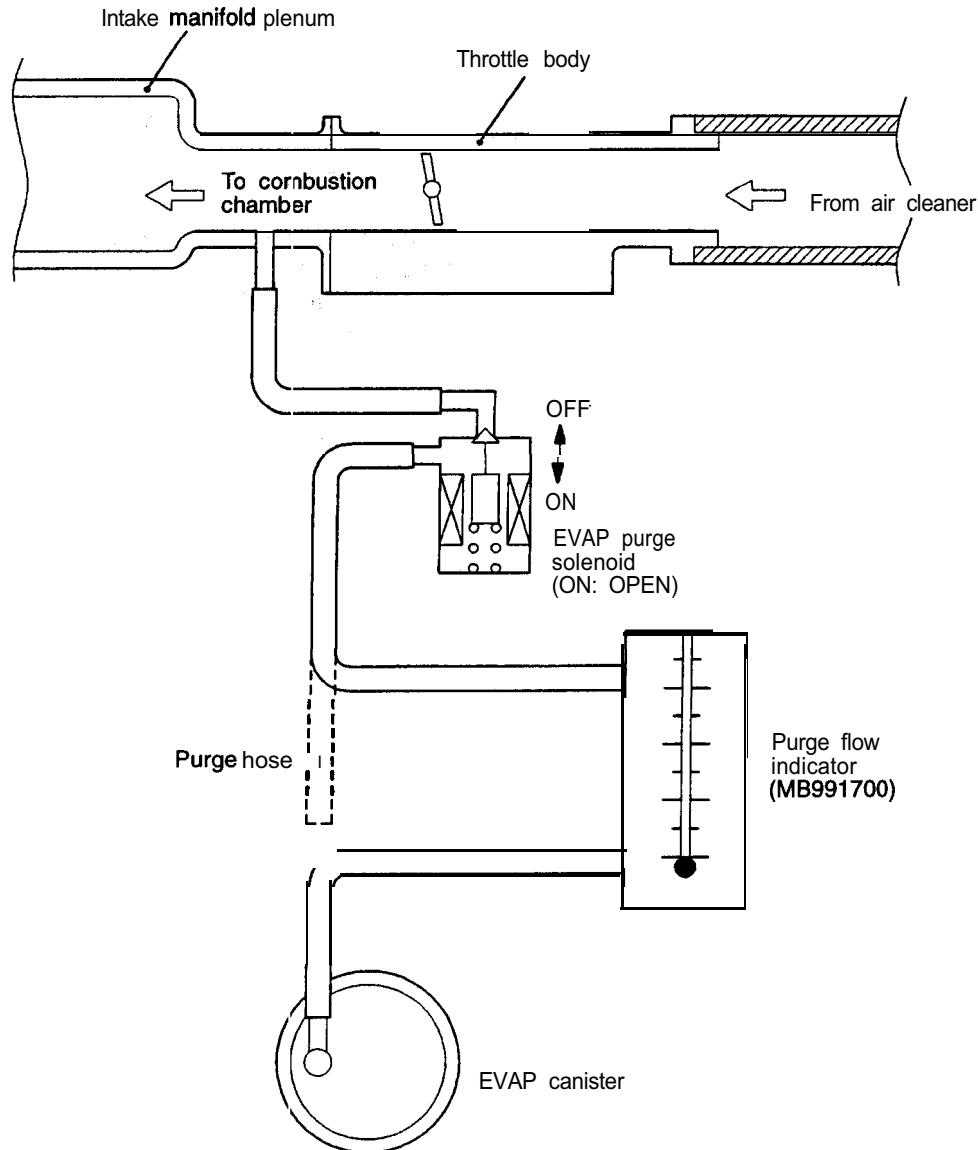 Intake manifold plenum
Throttle body
To combustion
chamber
From air cleaner
OFF
ON
EVAP purge
solenoid
(ON: OPEN)
Purge hose
Purge flow
indicator
(MB991700)
EVAP canister